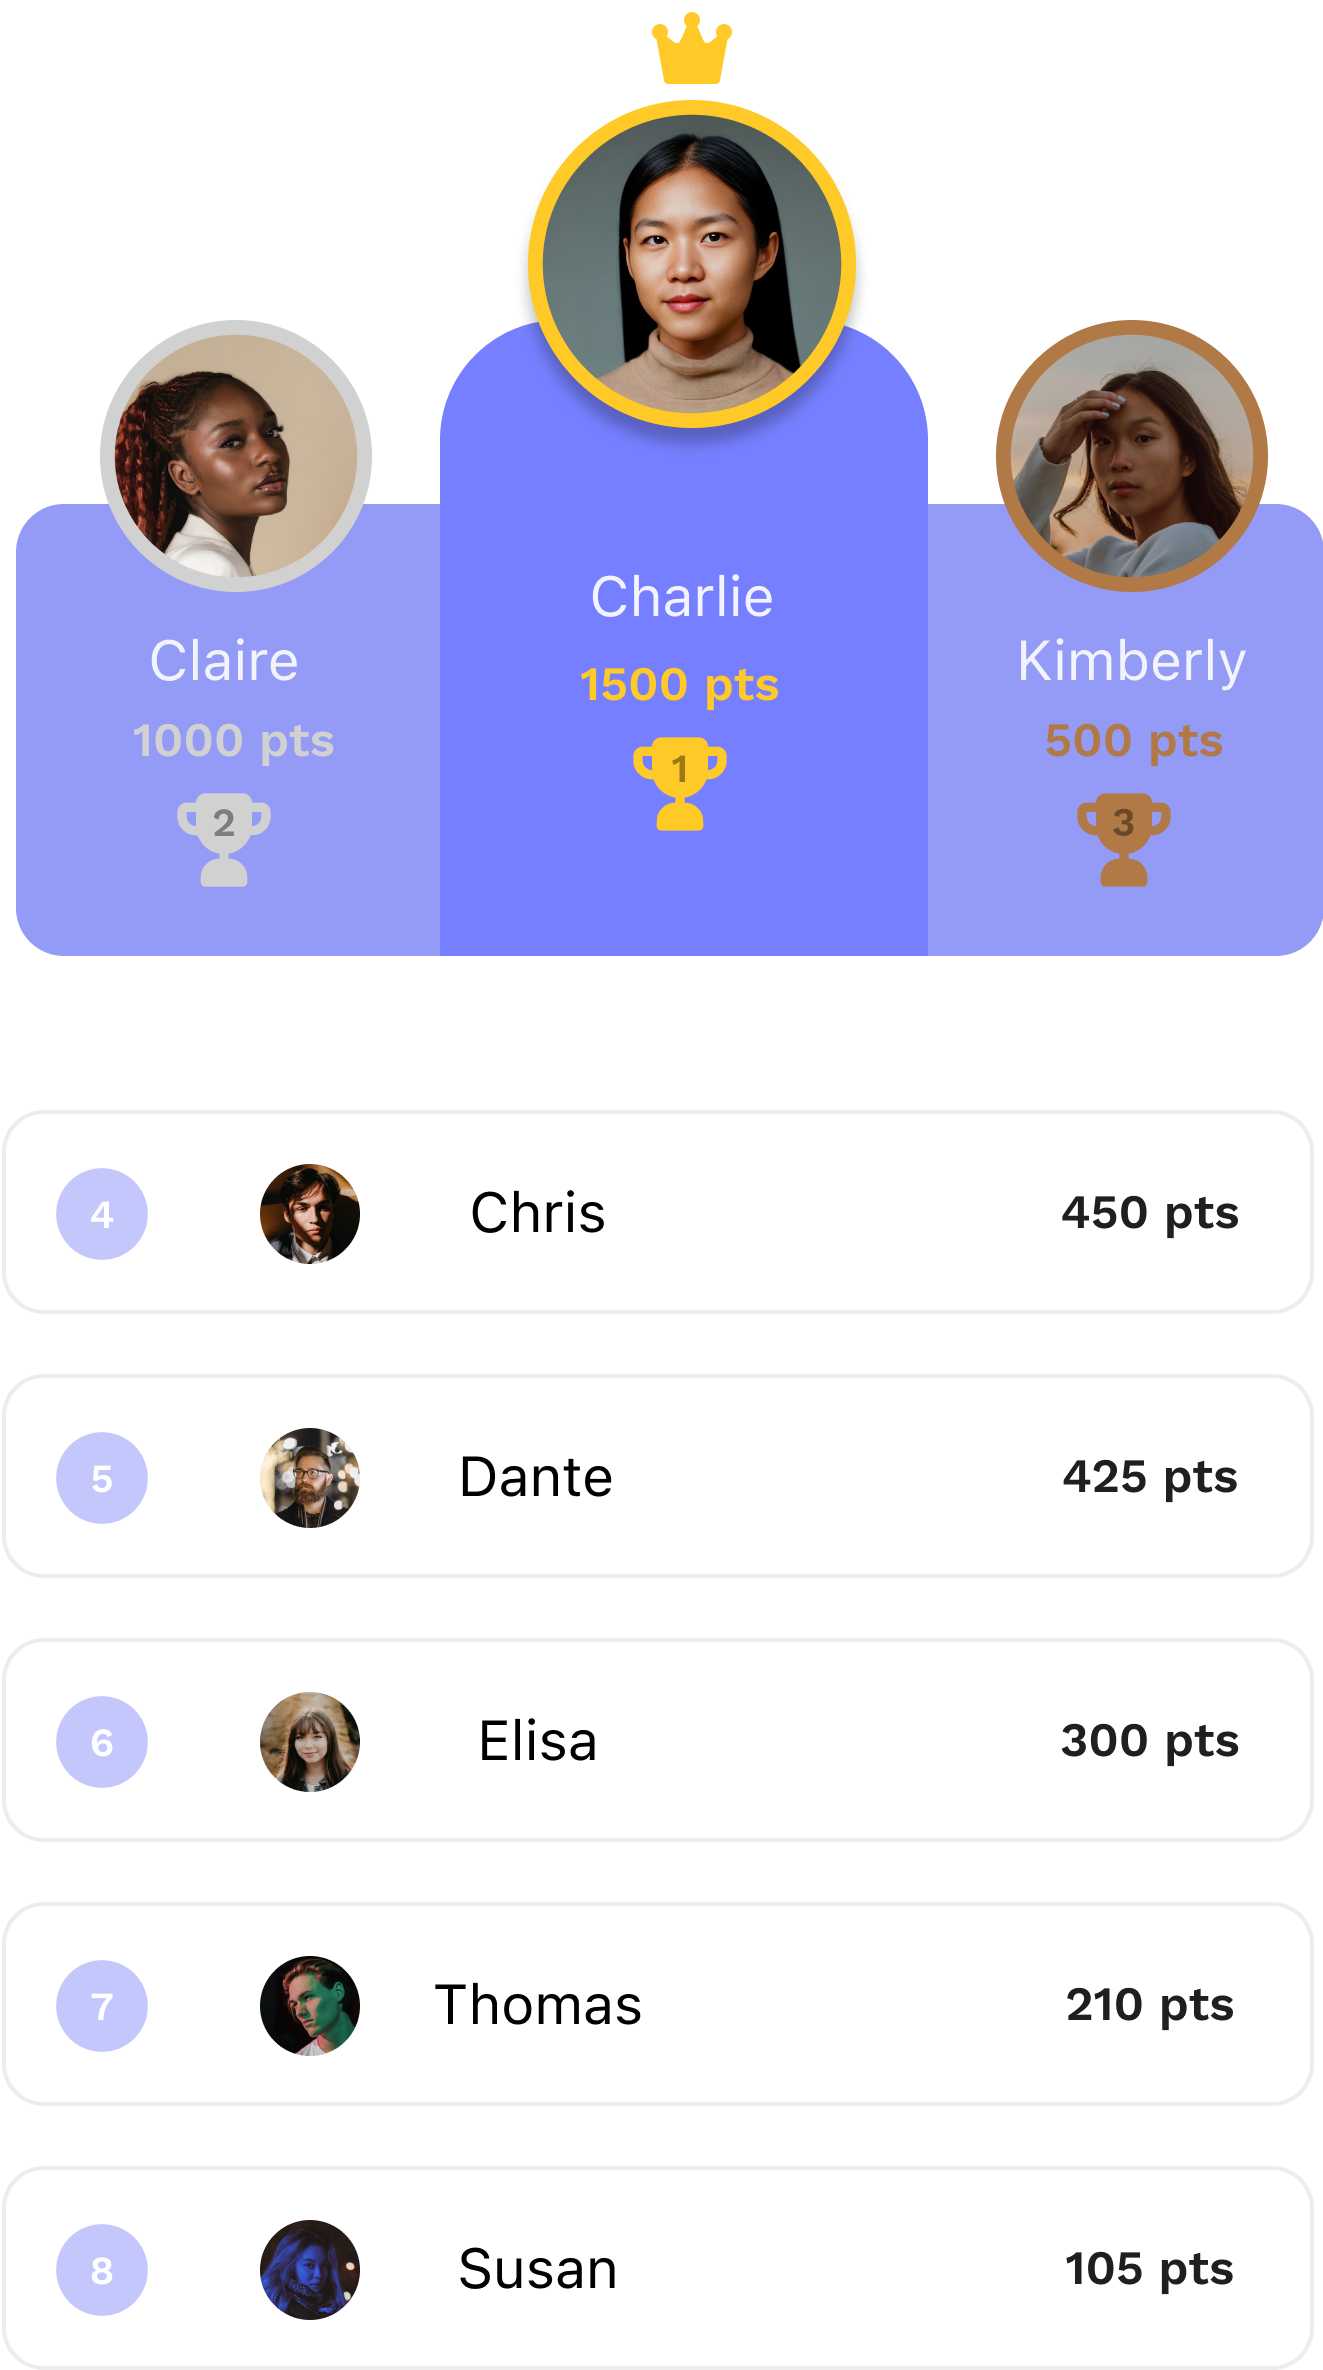 Charlie
1500 pts
1
Claire
1000 pts
2
Kimberly
500 pts
3
4 Chris 450 pts
5 Dante 425 pts
6 Elisa 300 pts
7 Thomas 210 pts
8 Susan 105 pts